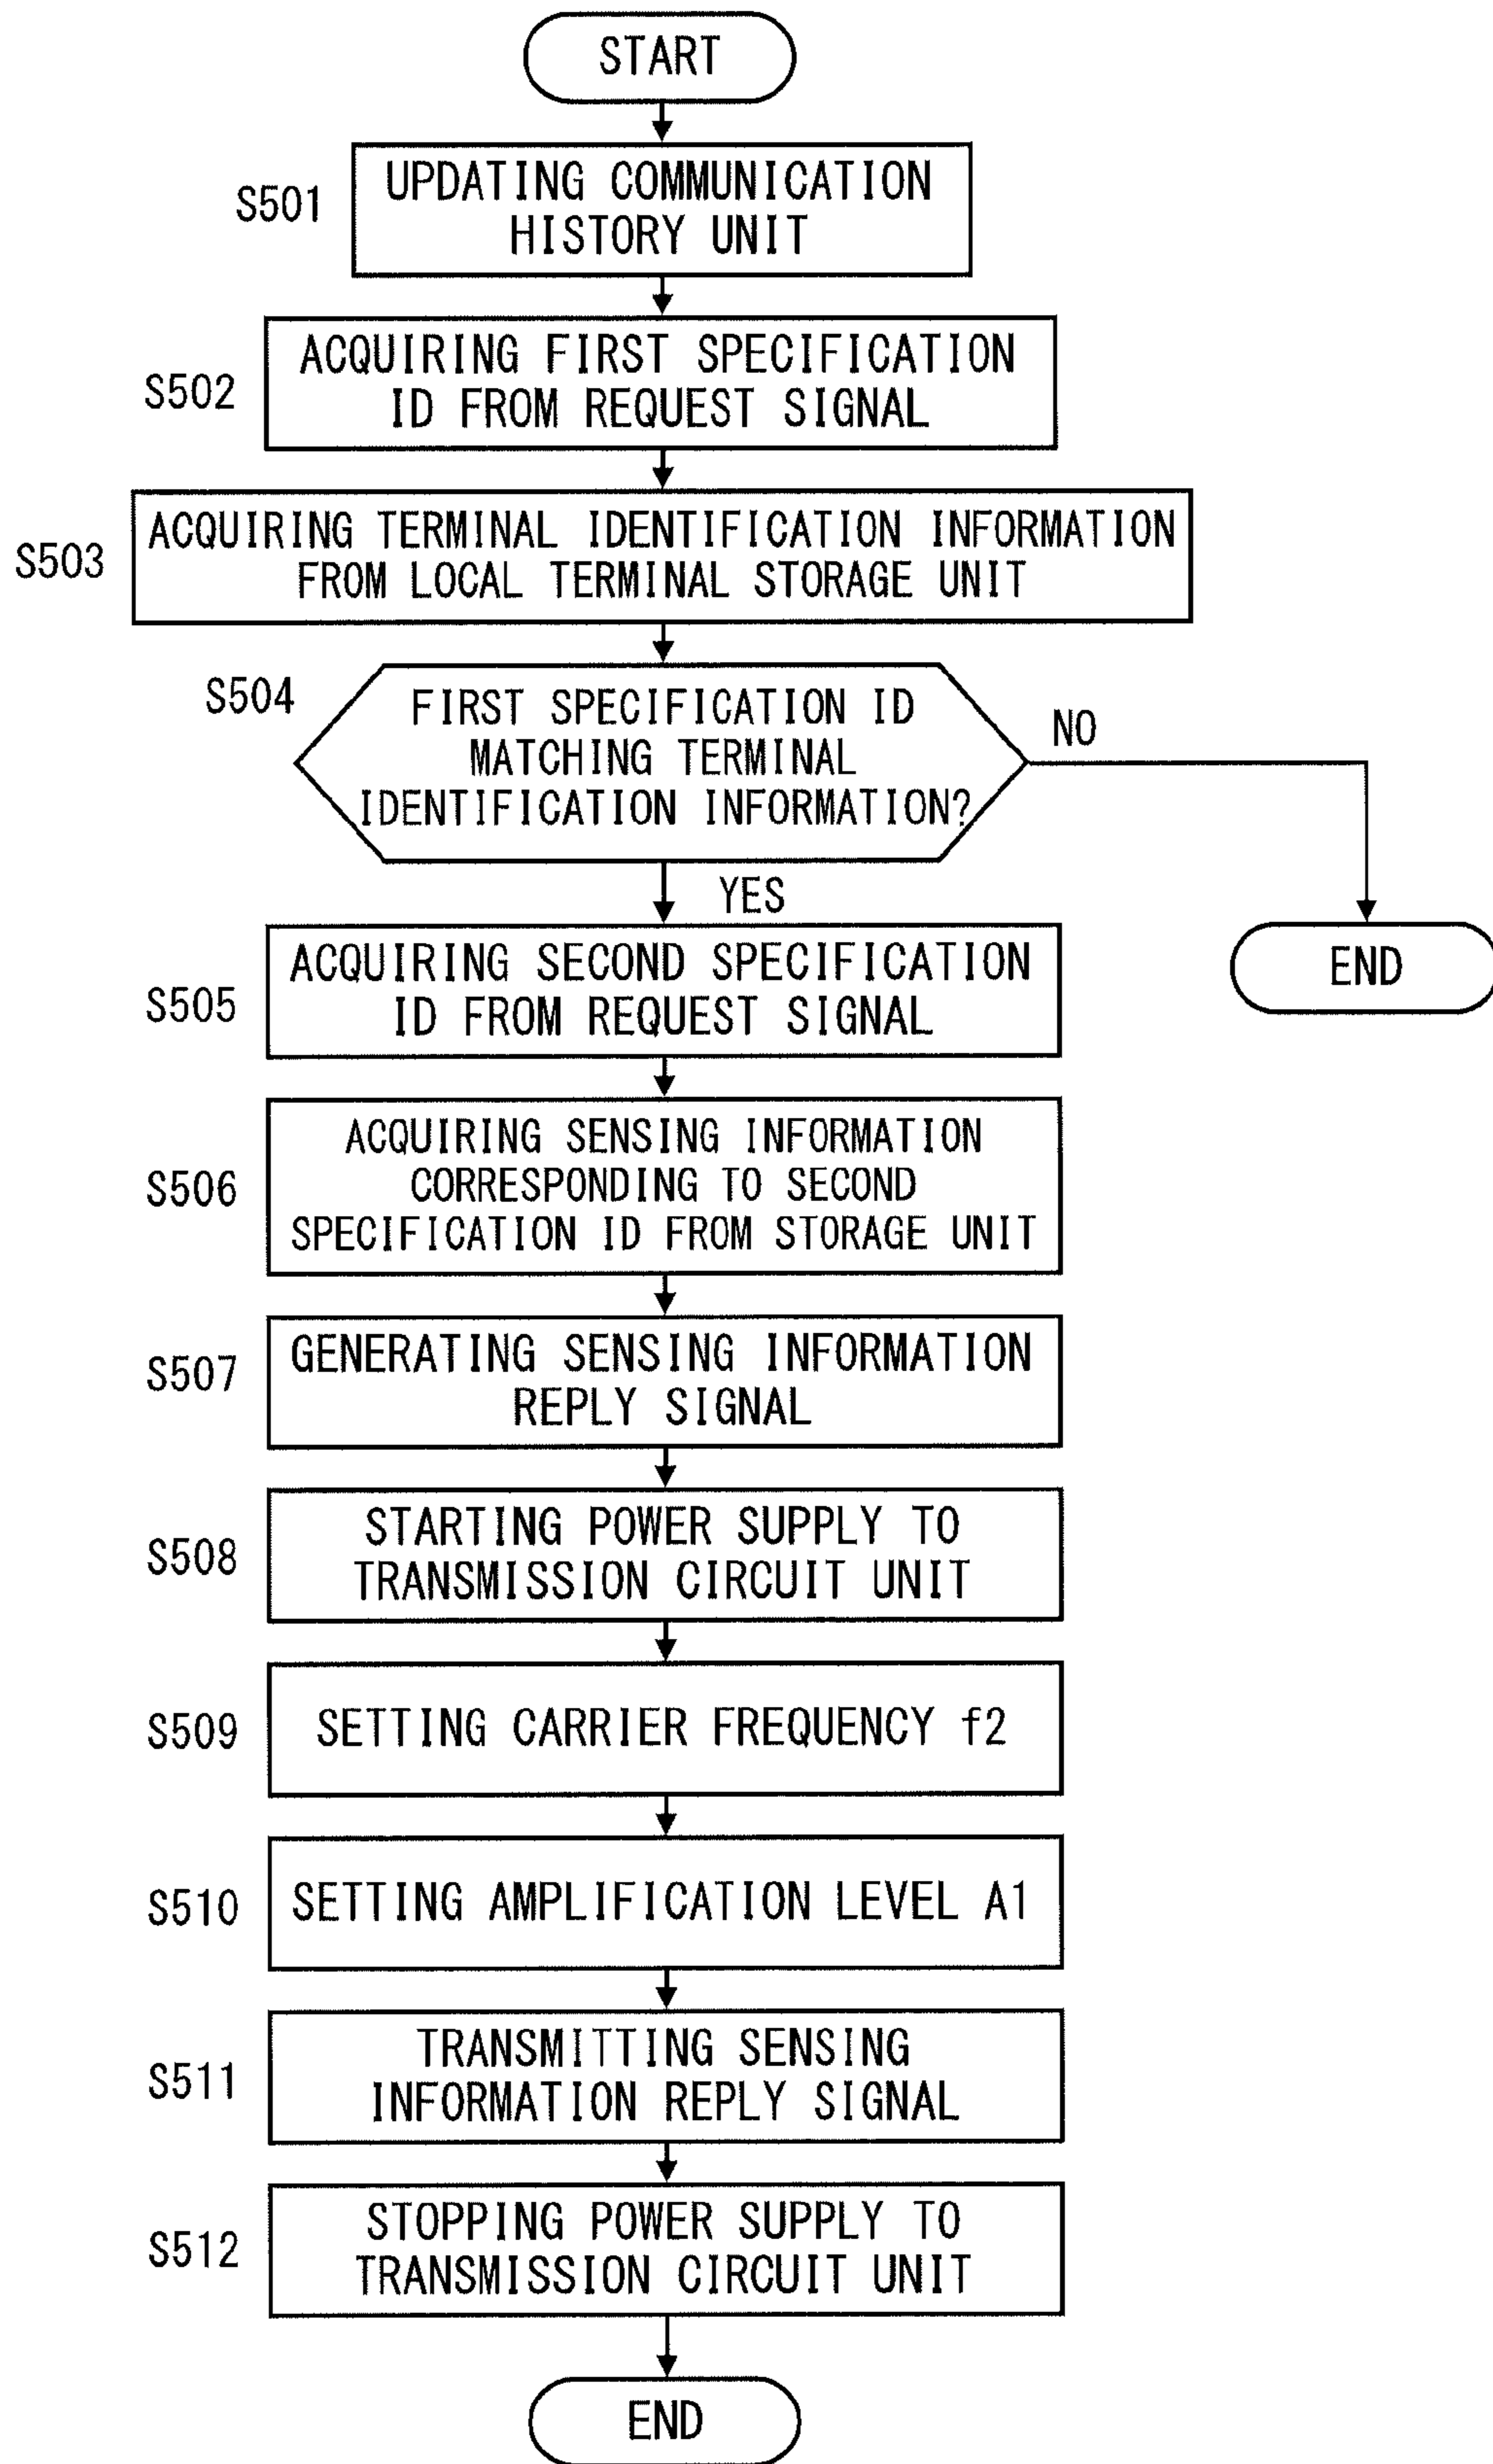 START
S501
UPDATING COMMUNICATION
HISTORY UNIT
S502
ACQUIRING FIRST SPECIFICATION
ID FROM REQUEST SIGNAL
S503
ACQUIRING TERMINAL IDENTIFICATION INFORMATION
FROM LOCAL TERMINAL STORAGE UNIT
S504
FIRST SPECIFICATION ID
MATCHING TERMINAL
IDENTIFICATION INFORMATION?
NO
YES
END
S505
ACQUIRING SECOND SPECIFICATION
ID FROM REQUEST SIGNAL
S506
ACQUIRING SENSING INFORMATION
CORRESPONDING TO SECOND
SPECIFICATION ID FROM STORAGE UNIT
S507
GENERATING SENSING INFORMATION
REPLY SIGNAL
S508
STARTING POWER SUPPLY TO
TRANSMISSION CIRCUIT UNIT
S509
SETTING CARRIER FREQUENCY f2
S510
SETTING AMPLIFICATION LEVEL A1
S511
TRANSMITTING SENSING
INFORMATION REPLY SIGNAL
S512
STOPPING POWER SUPPLY TO
TRANSMISSION CIRCUIT UNIT
END